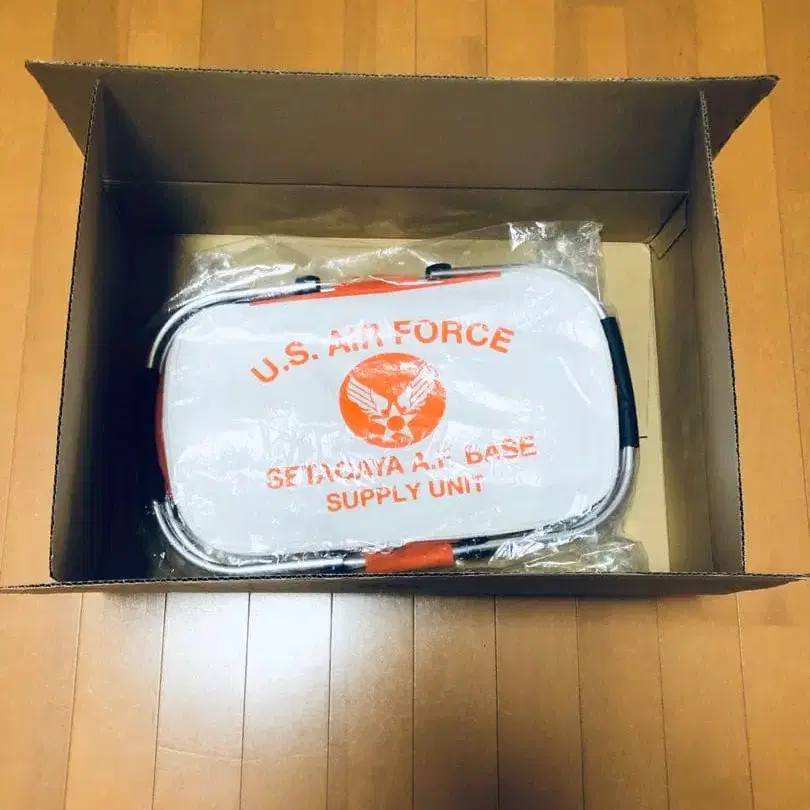 U.S. AIR FORCE
SETAGAYA A.F. BASE
SUPPLY UNIT